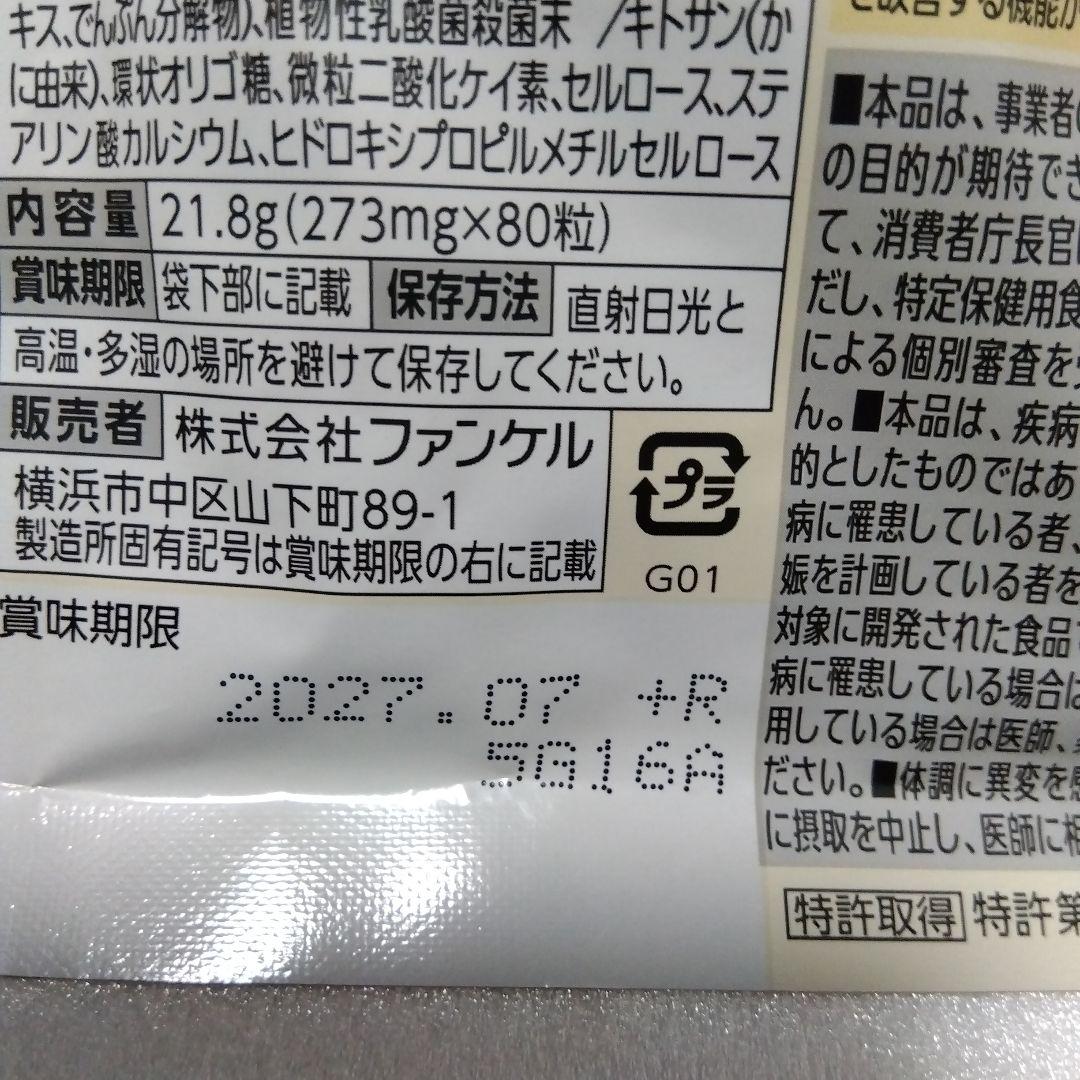 キス、でんぷん分解物)、植物性乳酸菌殺菌末 /キトサン(か
に由来)、環状オリゴ糖、微粒二酸化ケイ素、セルロース、ステ
アリン酸カルシウム、ヒドロキシプロピルメチルセルロース
内容量 21.8g(273mg×80粒)
賞味期限 袋下部に記載 保存方法 直射日光と
高温・多湿の場所を避けて保存してください。
販売者 株式会社ファンケル
横浜市中区山下町89-1
製造所固有記号は賞味期限の右に記載
プラ
G01
賞味期限
2027.07 +R
5G16A
を改善する機能が
■本品は、事業者
の目的が期待でき
て、消費者庁長官
だし、特定保健用食
による個別審査を
ん。■本品は、疾病
的としたものではあ
病に罹患している者、
娠を計画している者を
対象に開発された食品
病に罹患している場合は
用している場合は医師、
ださい。■体調に異変を感
に摂取を中止し、医師に相
特許取得 特許第